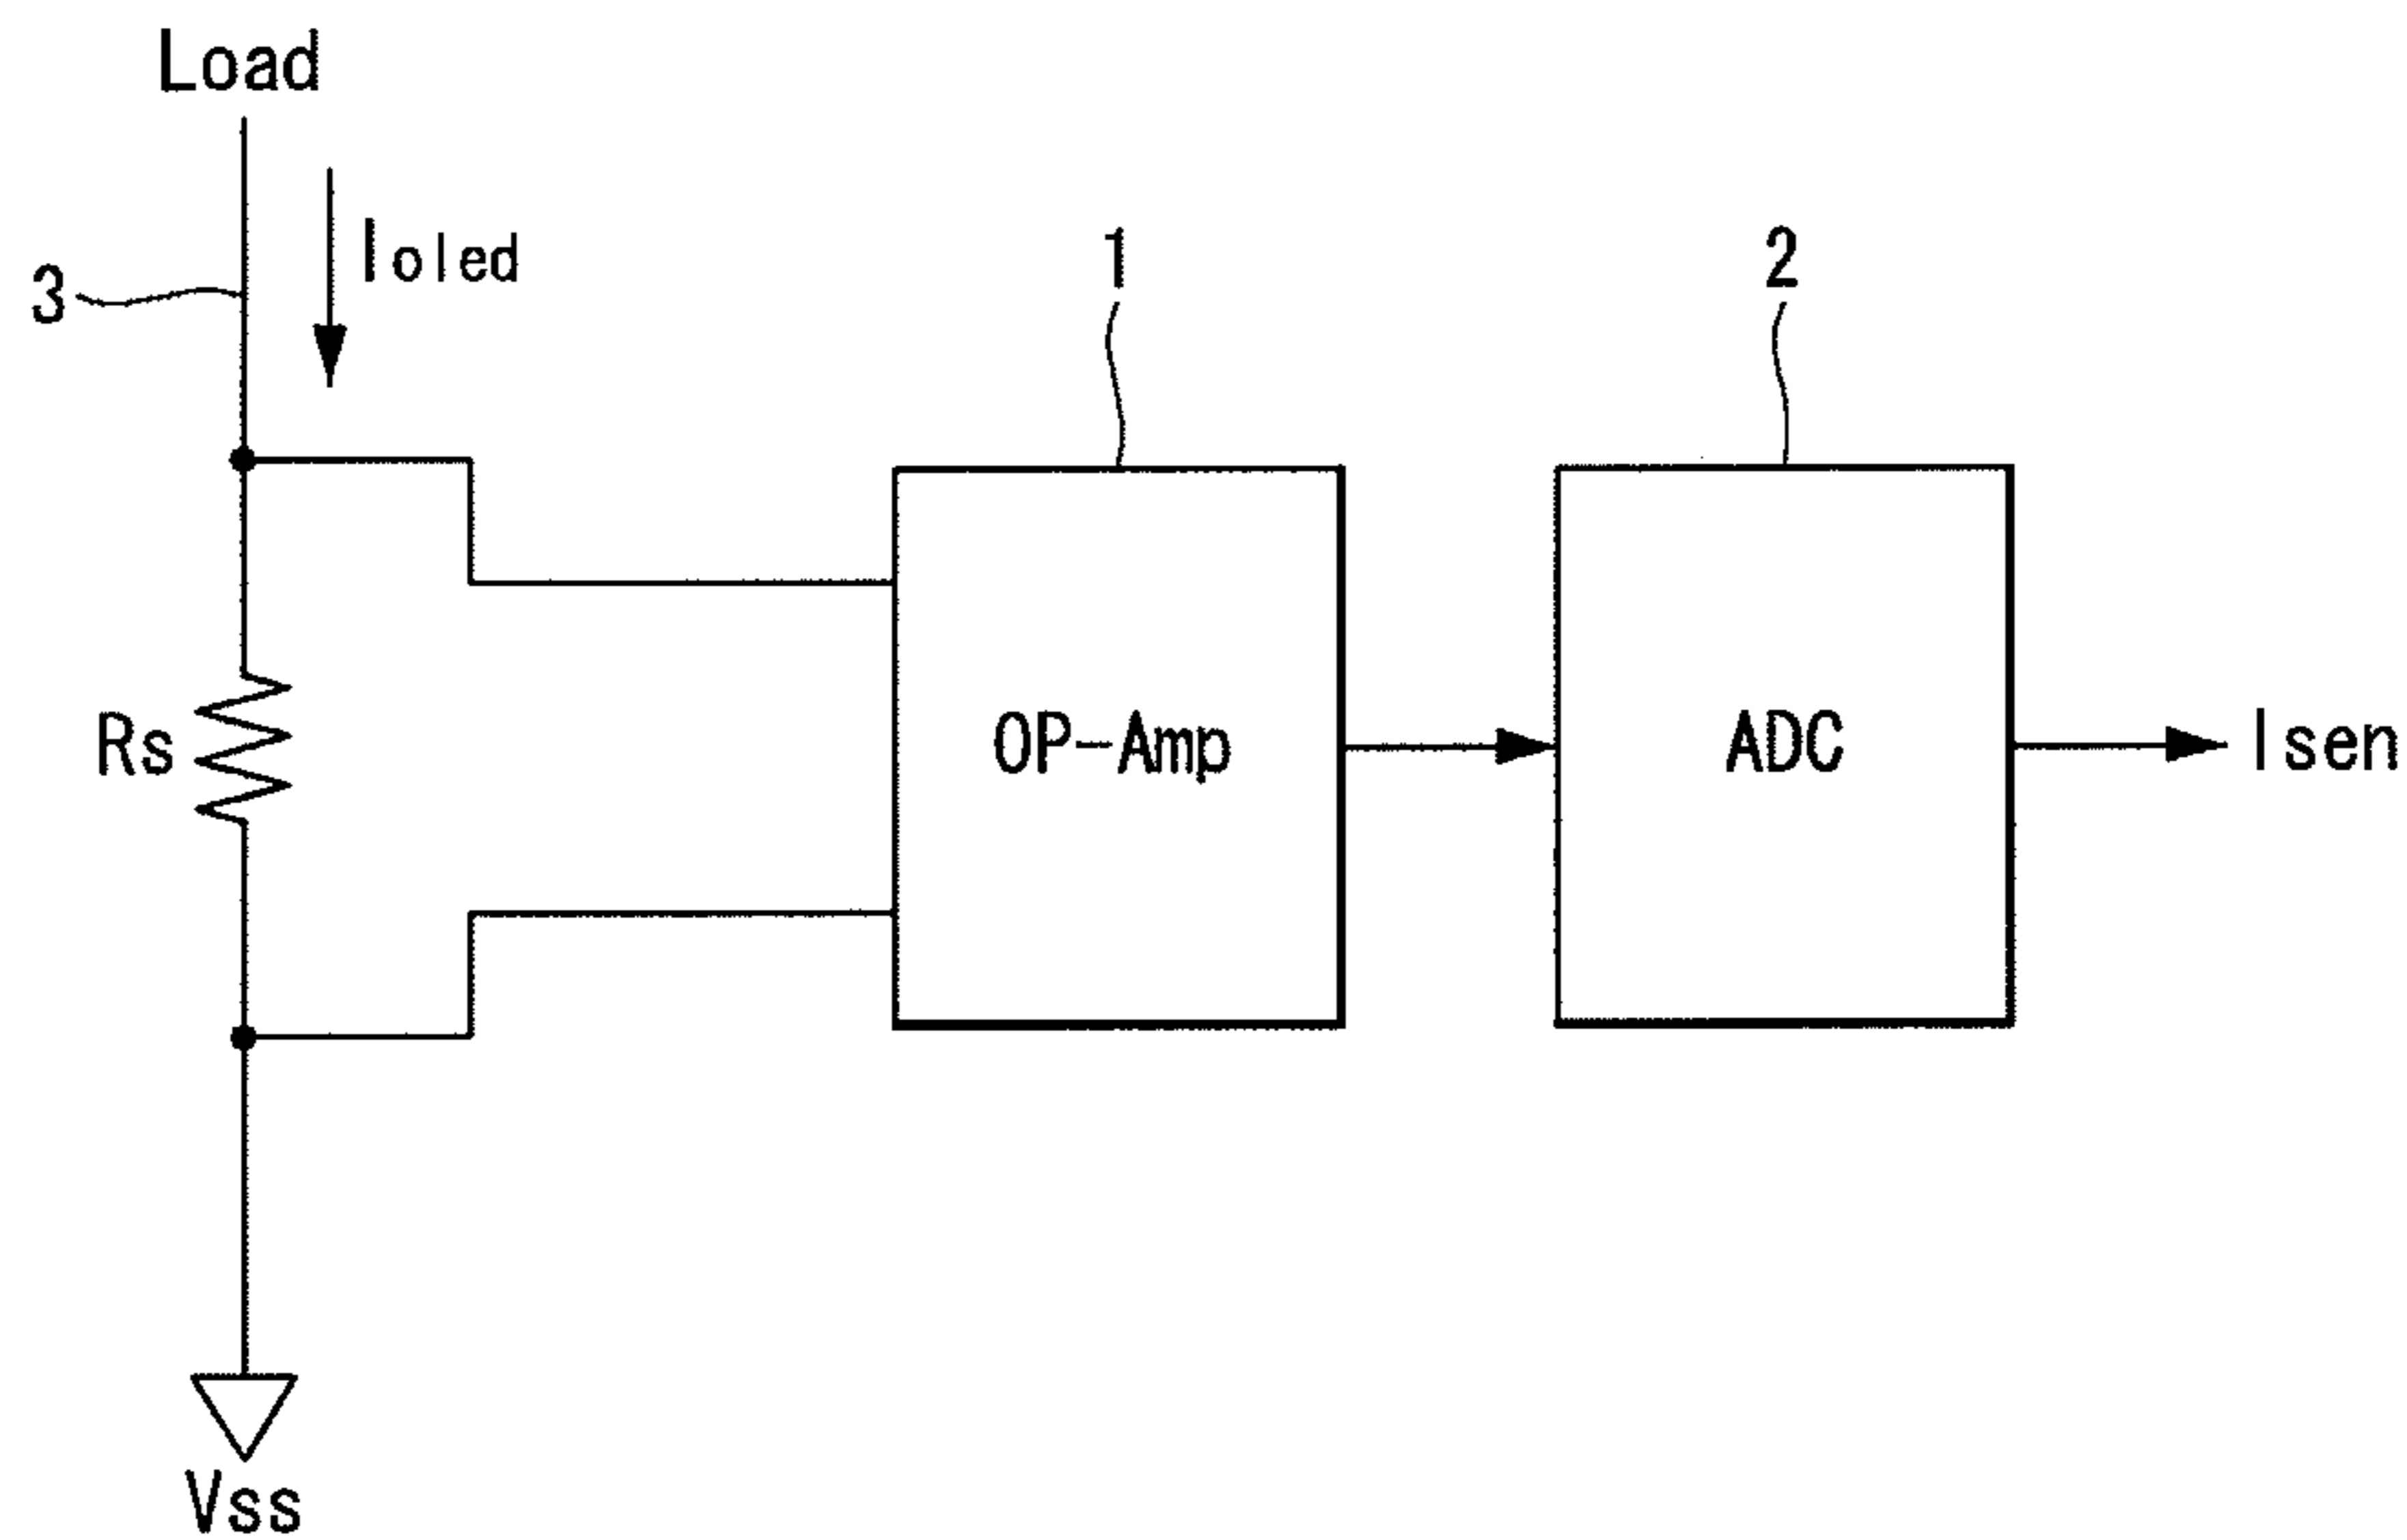 Load
Ioled
3
1
2
Rs
OP-Amp
ADC
Isen
Vss